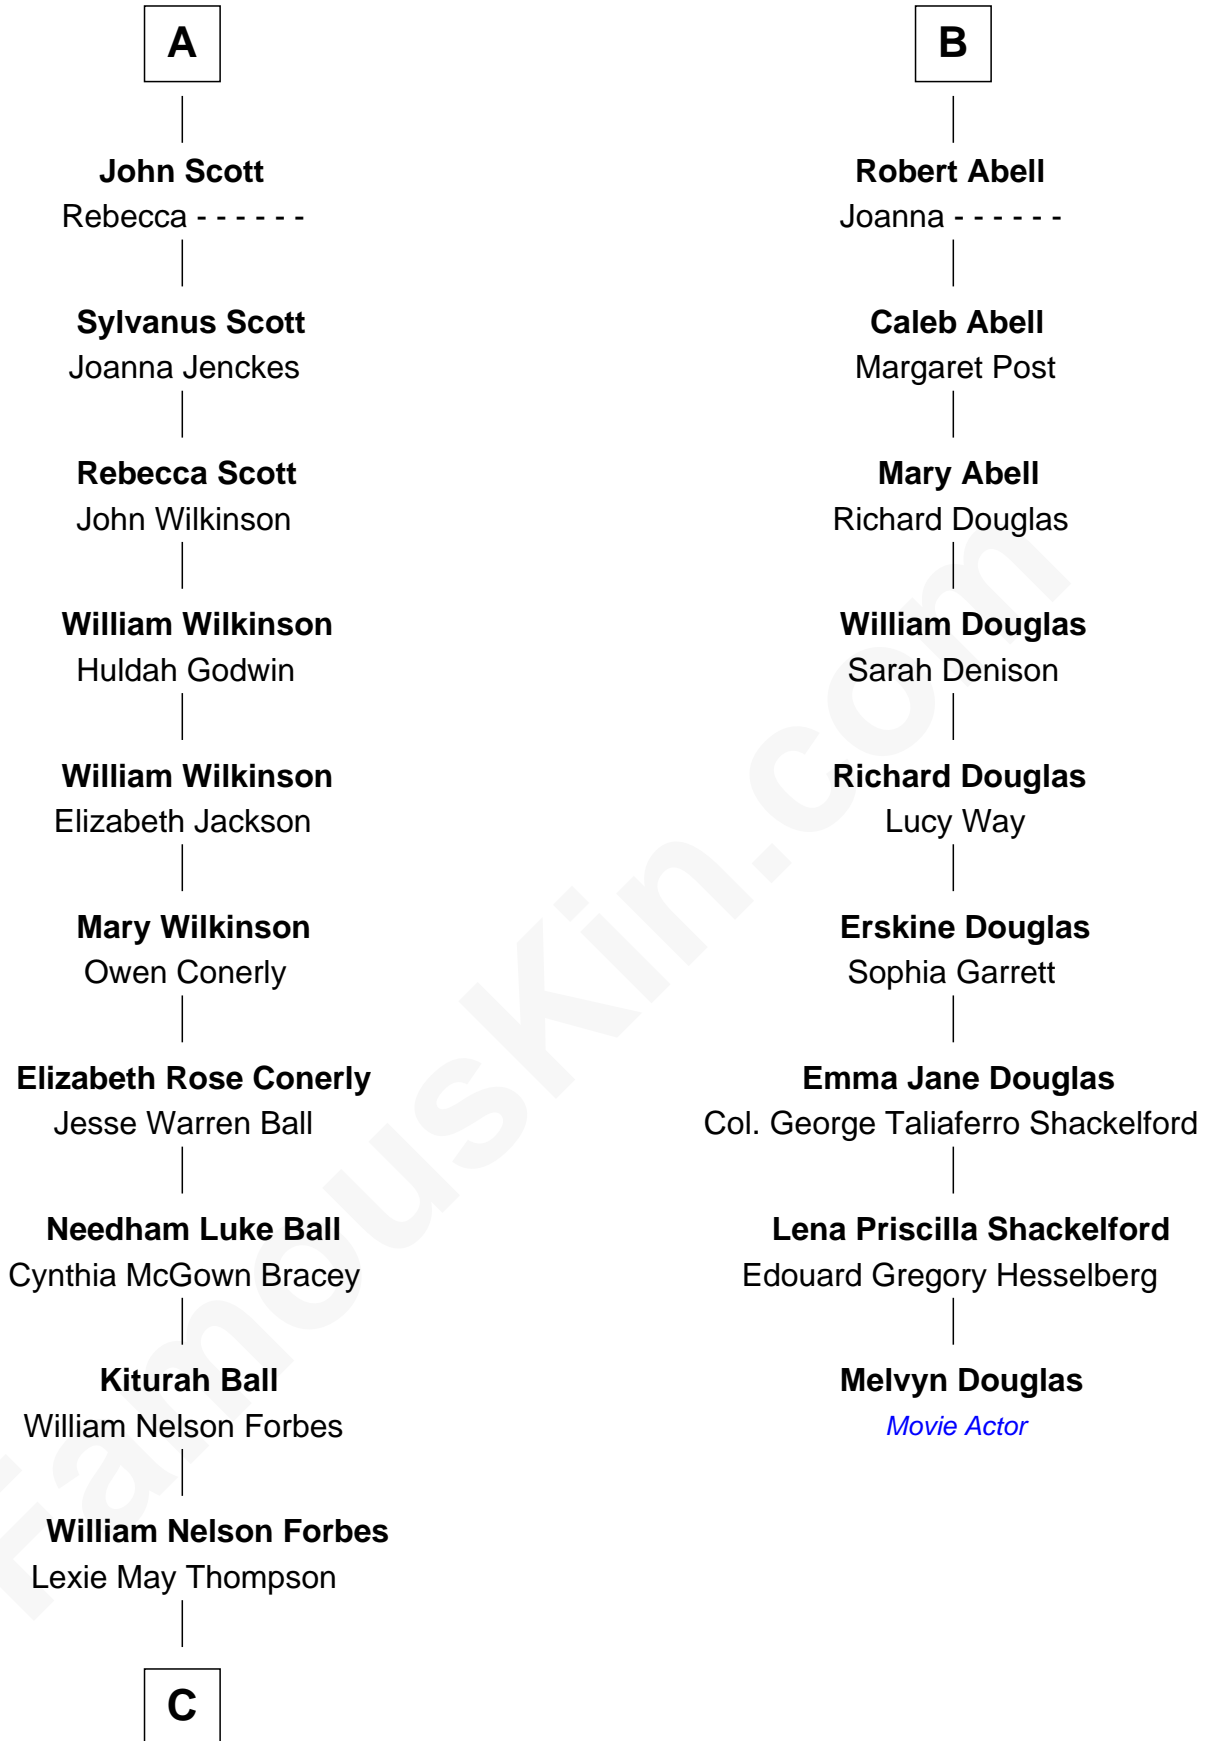 A
John Scott
Rebecca - - - - - -
Sylvanus Scott
Joanna Jenckes
Rebecca Scott
John Wilkinson
William Wilkinson
Huldah Godwin
William Wilkinson
Elizabeth Jackson
Mary Wilkinson
Owen Conerly
Elizabeth Rose Conerly
Jesse Warren Ball
Needham Luke Ball
Cynthia McGown Bracey
Kiturah Ball
William Nelson Forbes
William Nelson Forbes
Lexie May Thompson
C
B
Robert Abell
Joanna - - - - - -
Caleb Abell
Margaret Post
Mary Abell
Richard Douglas
William Douglas
Sarah Denison
Richard Douglas
Lucy Way
Erskine Douglas
Sophia Garrett
Emma Jane Douglas
Col. George Taliaferro Shackelford
Lena Priscilla Shackelford
Edouard Gregory Hesselberg
Melvyn Douglas
Movie Actor
FamousKin.com